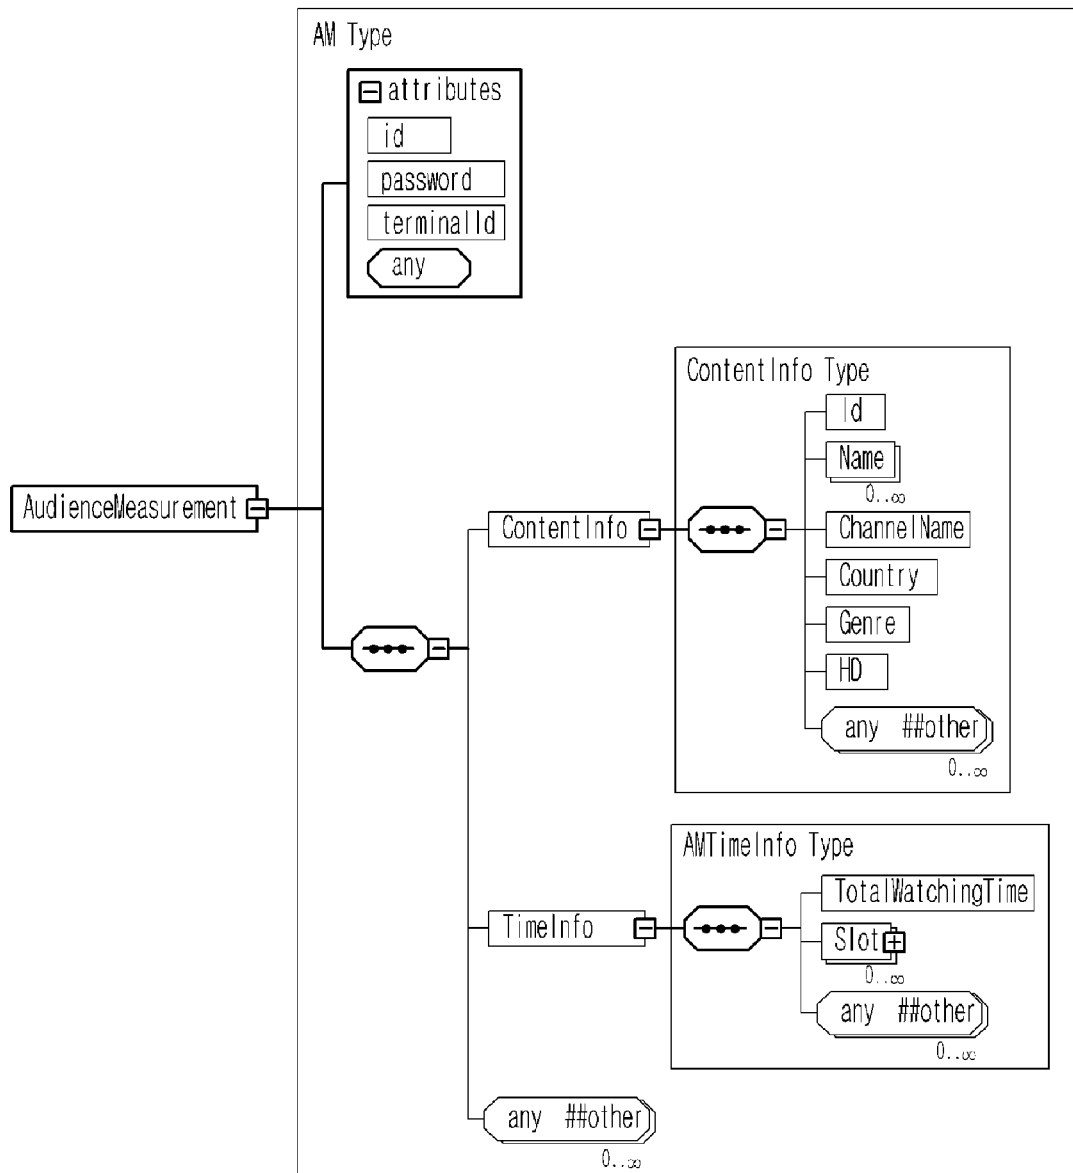 AM Type
attributes
id
password
terminalId
any
ContentInfo Type
Id
Name
0..∞
AudienceMeasurement
ContentInfo
ChannelName
Country
Genre
HD
any ##other
0..∞
AMTimeInfo Type
TotalWatchingTime
TimeInfo
Slot
0..∞
any ##other
0..∞
any ##other
0..∞